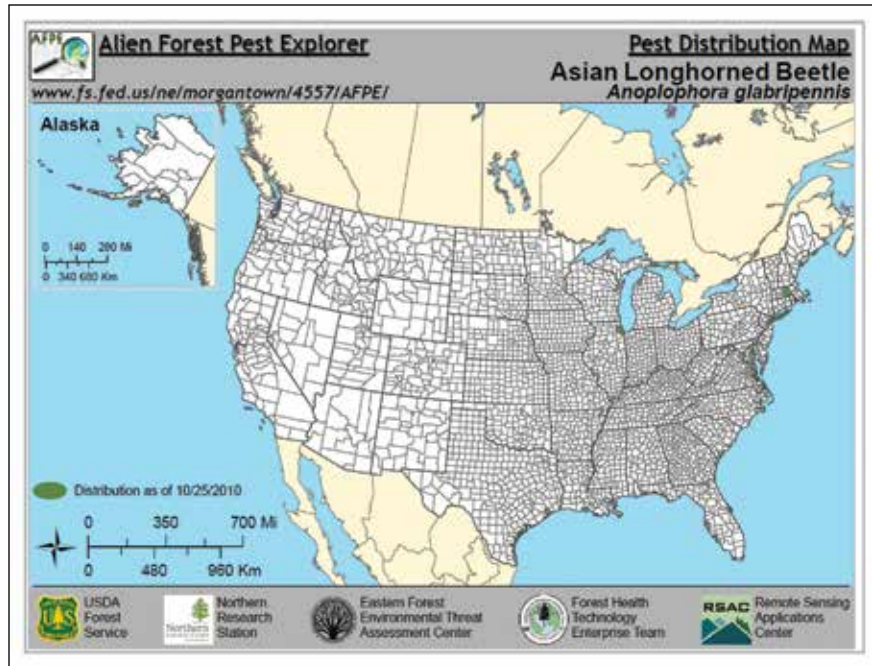 AFPE
Alien Forest Pest Explorer
Pest Distribution Map
Asian Longhorned Beetle
www.fs.fed.us/ne/morgantown/4557/AFPE/
Anoplophora glabripennis
Alaska
0 140 280 Mi
0 340 680 Km
Distribution as of 10/25/2010
0 350 700 Mi
0 480 960 Km
USDA
Forest
Service
Northern
Research
Station
Eastern Forest
Environmental Threat
Assessment Center
Forest Health
Technology
Enterprise Team
RSAC
Remote Sensing
Applications
Center